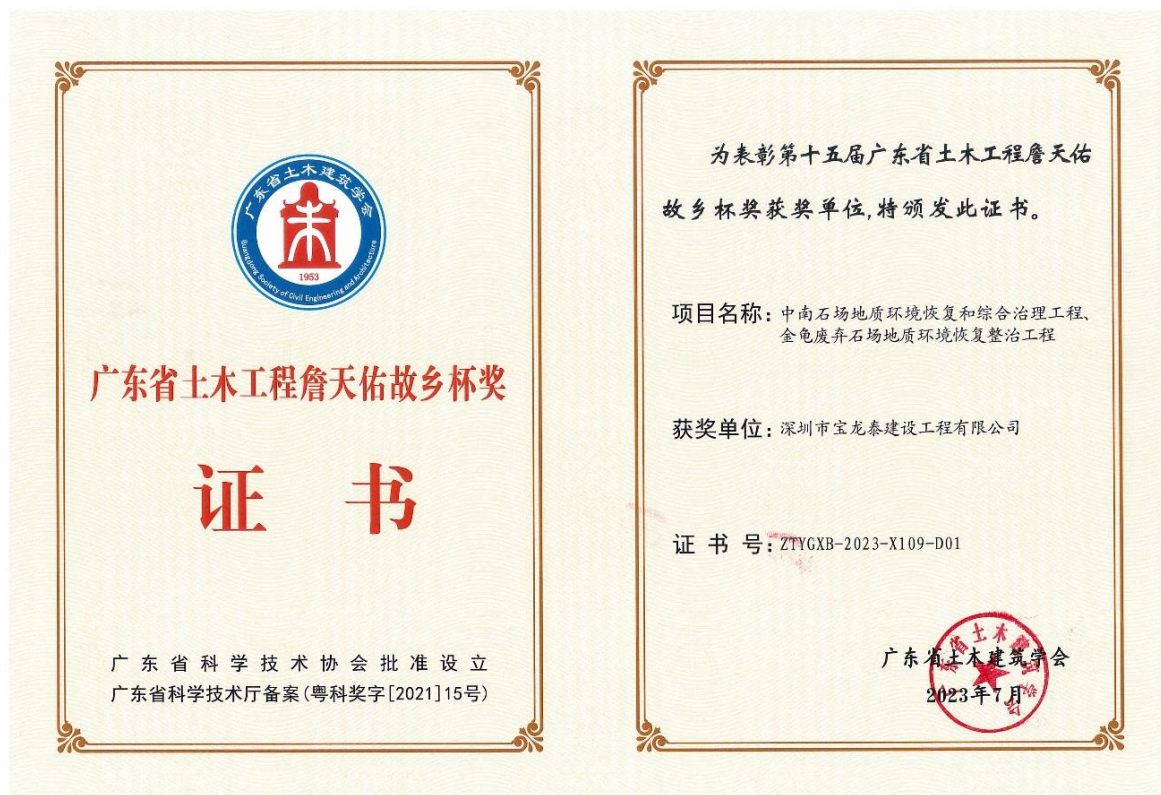 广东省土木建筑学会
1953
Guangdong Society of Civil Engineering and Architecture
广东省土木工程詹天佑故乡杯奖
证 书
广东省科学技术协会批准设立
广东省科学技术厅备案(粤科奖字[2021]15号)
为表彰第十五届广东省土木工程詹天佑
故乡杯奖获奖单位,特颁发此证书。
项目名称: 中南石场地质环境恢复和综合治理工程、
金龟废弃石场地质环境恢复整治工程
获奖单位: 深圳市宝龙泰建设工程有限公司
证 书 号: ZTYGXB-2023-X109-D01
广东省土木建筑学会
2023年7月
广东省土木建筑学会